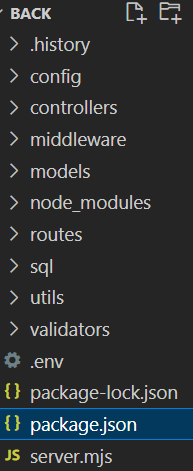 BACK
.history
config
controllers
middleware
models
node_modules
routes
sql
utils
validators
.env
{} package-lock.json
{} package.json
JS server.mjs